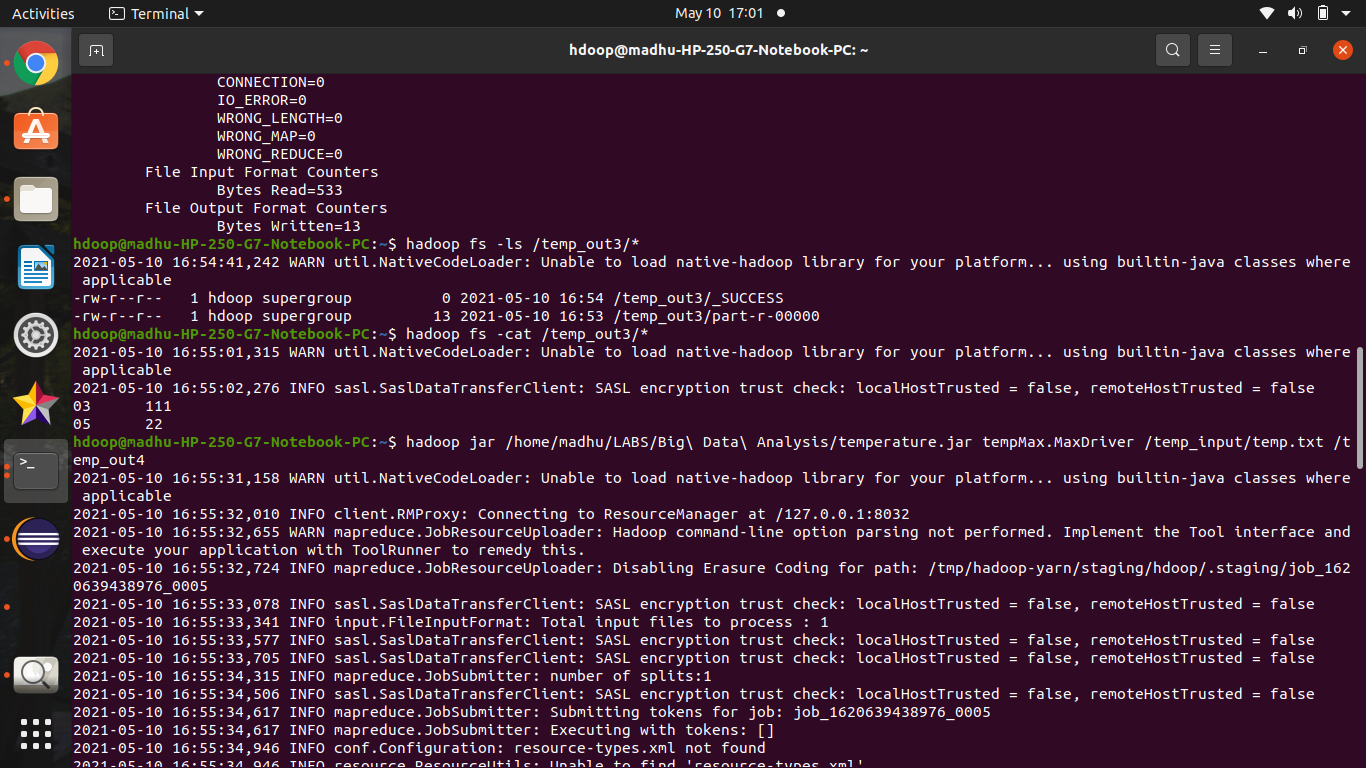 Activities Terminal May 10 17:01
hdoop@madhu-HP-250-G7-Notebook-PC: ~
CONNECTION=0
IO_ERROR=0
WRONG_LENGTH=0
WRONG_MAP=0
WRONG_REDUCE=0
File Input Format Counters
Bytes Read=533
File Output Format Counters
Bytes Written=13
hdoop@madhu-HP-250-G7-Notebook-PC:~$ hadoop fs -ls /temp_out3/*
2021-05-10 16:54:41,242 WARN util.NativeCodeLoader: Unable to load native-hadoop library for your platform... using builtin-java classes where
applicable
-rw-r--r--   1 hdoop supergroup          0 2021-05-10 16:54 /temp_out3/_SUCCESS
-rw-r--r--   1 hdoop supergroup         13 2021-05-10 16:53 /temp_out3/part-r-00000
hdoop@madhu-HP-250-G7-Notebook-PC:~$ hadoop fs -cat /temp_out3/*
2021-05-10 16:55:01,315 WARN util.NativeCodeLoader: Unable to load native-hadoop library for your platform... using builtin-java classes where
applicable
2021-05-10 16:55:02,276 INFO sasl.SaslDataTransferClient: SASL encryption trust check: localHostTrusted = false, remoteHostTrusted = false
03      111
05      22
hdoop@madhu-HP-250-G7-Notebook-PC:~$ hadoop jar /home/madhu/LABS/Big\ Data\ Analysis/temperature.jar tempMax.MaxDriver /temp_input/temp.txt /t
emp_out4
2021-05-10 16:55:31,158 WARN util.NativeCodeLoader: Unable to load native-hadoop library for your platform... using builtin-java classes where
applicable
2021-05-10 16:55:32,010 INFO client.RMProxy: Connecting to ResourceManager at /127.0.0.1:8032
2021-05-10 16:55:32,655 WARN mapreduce.JobResourceUploader: Hadoop command-line option parsing not performed. Implement the Tool interface and
execute your application with ToolRunner to remedy this.
2021-05-10 16:55:32,724 INFO mapreduce.JobResourceUploader: Disabling Erasure Coding for path: /tmp/hadoop-yarn/staging/hdoop/.staging/job_162
0639438976_0005
2021-05-10 16:55:33,078 INFO sasl.SaslDataTransferClient: SASL encryption trust check: localHostTrusted = false, remoteHostTrusted = false
2021-05-10 16:55:33,341 INFO input.FileInputFormat: Total input files to process : 1
2021-05-10 16:55:33,577 INFO sasl.SaslDataTransferClient: SASL encryption trust check: localHostTrusted = false, remoteHostTrusted = false
2021-05-10 16:55:33,705 INFO sasl.SaslDataTransferClient: SASL encryption trust check: localHostTrusted = false, remoteHostTrusted = false
2021-05-10 16:55:34,315 INFO mapreduce.JobSubmitter: number of splits:1
2021-05-10 16:55:34,506 INFO sasl.SaslDataTransferClient: SASL encryption trust check: localHostTrusted = false, remoteHostTrusted = false
2021-05-10 16:55:34,617 INFO mapreduce.JobSubmitter: Submitting tokens for job: job_1620639438976_0005
2021-05-10 16:55:34,617 INFO mapreduce.JobSubmitter: Executing with tokens: []
2021-05-10 16:55:34,946 INFO conf.Configuration: resource-types.xml not found
2021-05-10 16:55:34,946 INFO resource.ResourceUtils: Unable to find 'resource-types.xml'.